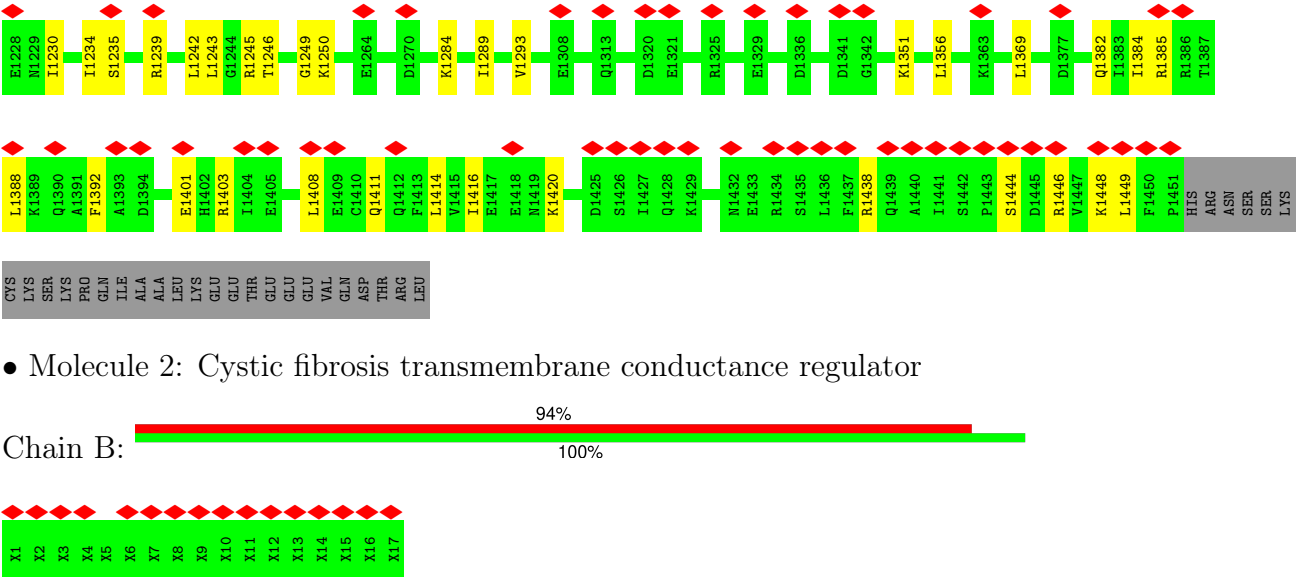 E1228 N1229 I1230 I1234 S1235 R1239 L1242 L1243 G1244 R1245 T1246 G1249 K1250 E1264 D1270 K1284 I1289 V1293 E1308 Q1313 D1320 E1321 R1325 E1329 D1336 D1341 G1342 K1351 L1356 K1363 L1369 D1377 Q1382 I1383 I1384 R1385 R1386 T1387
L1388 K1389 Q1390 A1391 F1392 A1393 D1394 E1401 H1402 R1403 I1404 E1405 L1408 E1409 C1410 Q1411 Q1412 F1413 L1414 V1415 I1416 E1417 E1418 N1419 K1420 D1425 S1426 I1427 Q1428 K1429 N1432 E1433 R1434 S1435 L1436 F1437 R1438 Q1439 A1440 I1441 S1442 P1443 S1444 D1445 R1446 V1447 K1448 L1449 F1450 P1451 HIS ARG ASN SER SER LYS
CYS LYS SER LYS PRO GLN ILE ALA ALA LEU LYS GLU GLU THR GLU GLU GLU VAL GLN ASP THR ARG LEU
• Molecule 2: Cystic fibrosis transmembrane conductance regulator
94%
Chain B:
100%
X1 X2 X3 X4 X5 X6 X7 X8 X9 X10 X11 X12 X13 X14 X15 X16 X17